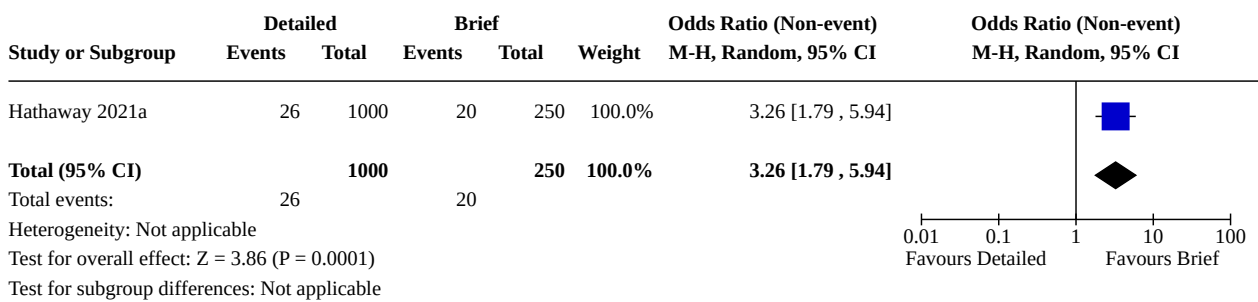 Detailed Brief Odds Ratio (Non-event) Odds Ratio (Non-event)
Study or Subgroup Events Total Events Total Weight M-H, Random, 95% CI M-H, Random, 95% CI
Hathaway 2021a 26 1000 20 250 100.0% 3.26 [1.79 , 5.94]
Total (95% CI) 1000 250 100.0% 3.26 [1.79 , 5.94]
Total events: 26 20
Heterogeneity: Not applicable
0.01 0.1 1 10 100
Test for overall effect: Z = 3.86 (P = 0.0001)
Favours Detailed Favours Brief
Test for subgroup differences: Not applicable